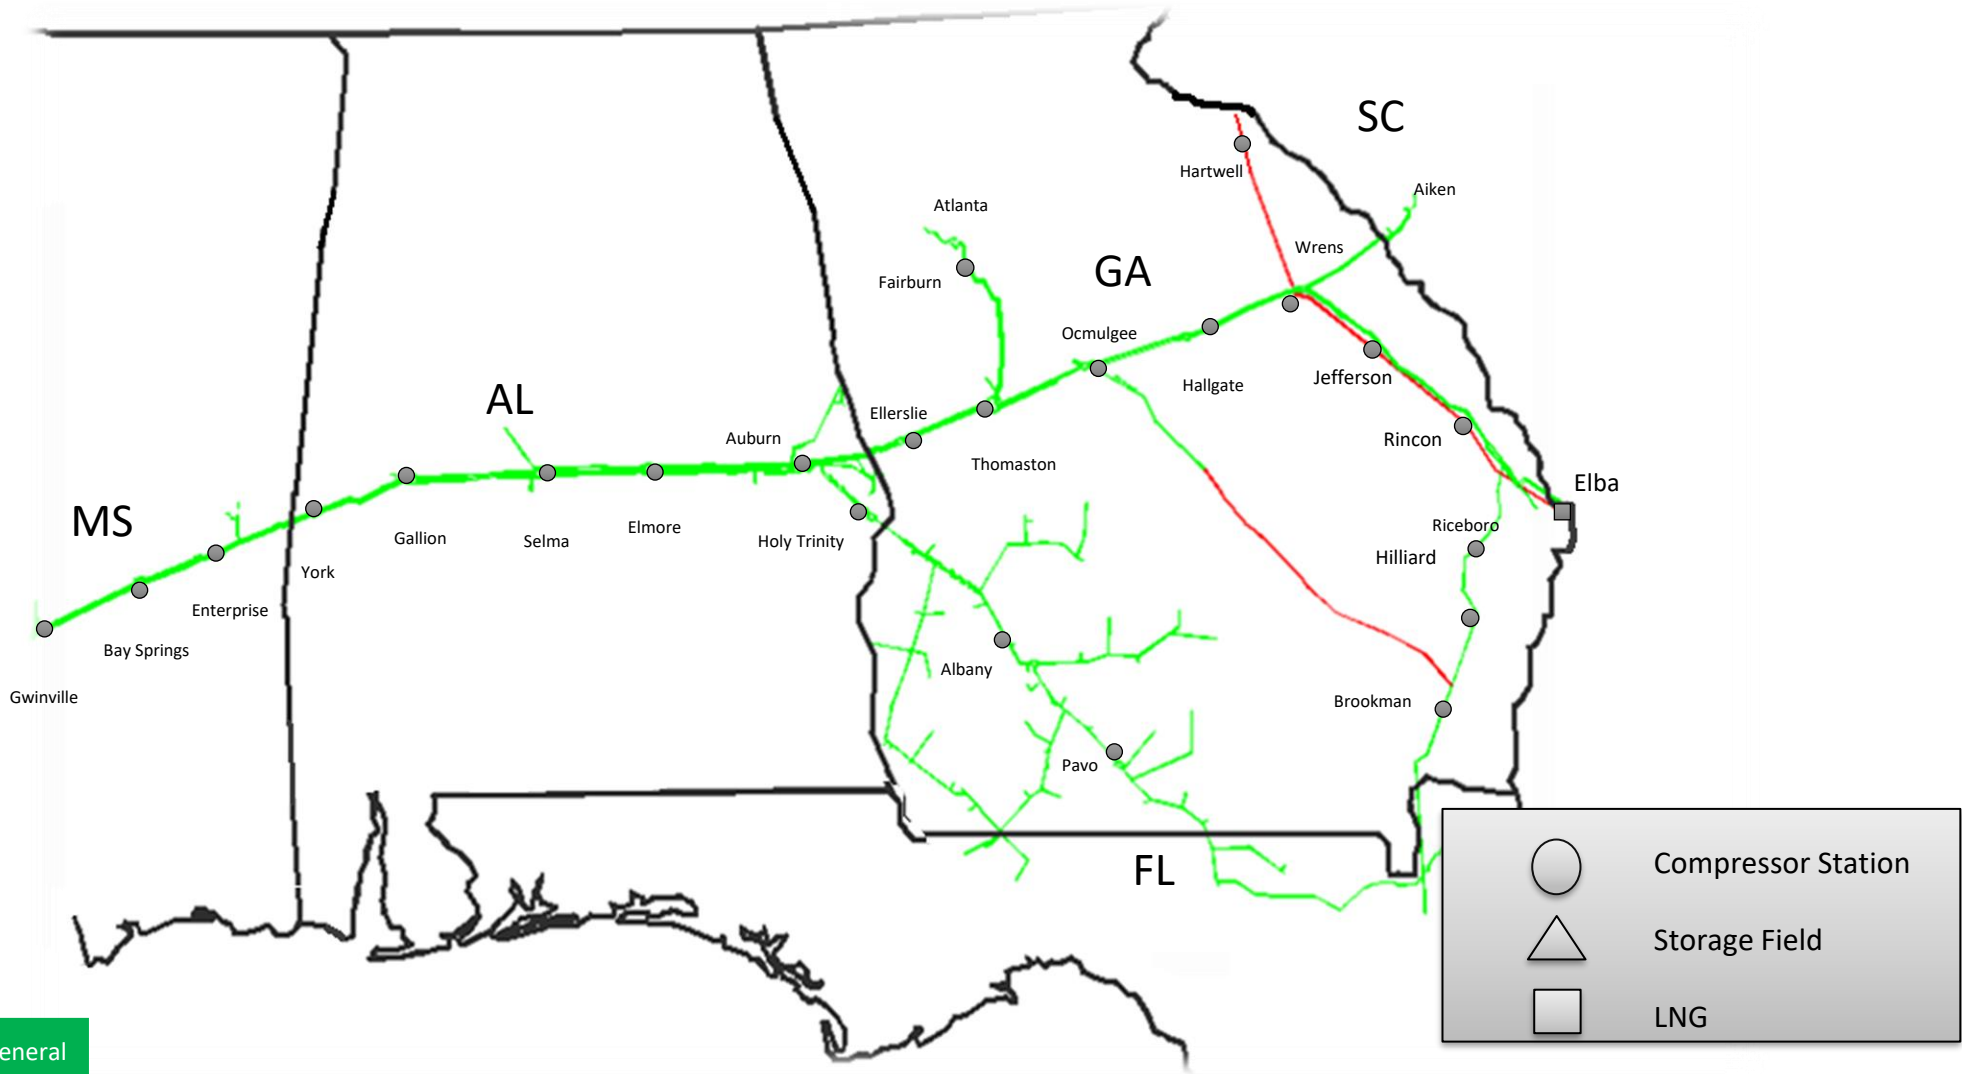 SC
Hartwell
Aiken
Atlanta
Wrens
GA
Fairburn
Ocmulgee
Jefferson
Hallgate
AL
Ellerslie
Auburn
Rincon
Thomaston
Elba
MS
Riceboro
Elmore
Gallion
Selma
Holy Trinity
Hilliard
York
Enterprise
Bay Springs
Albany
Gwinville
Brookman
Pavo
FL
Compressor Station
Storage Field
LNG
eneral